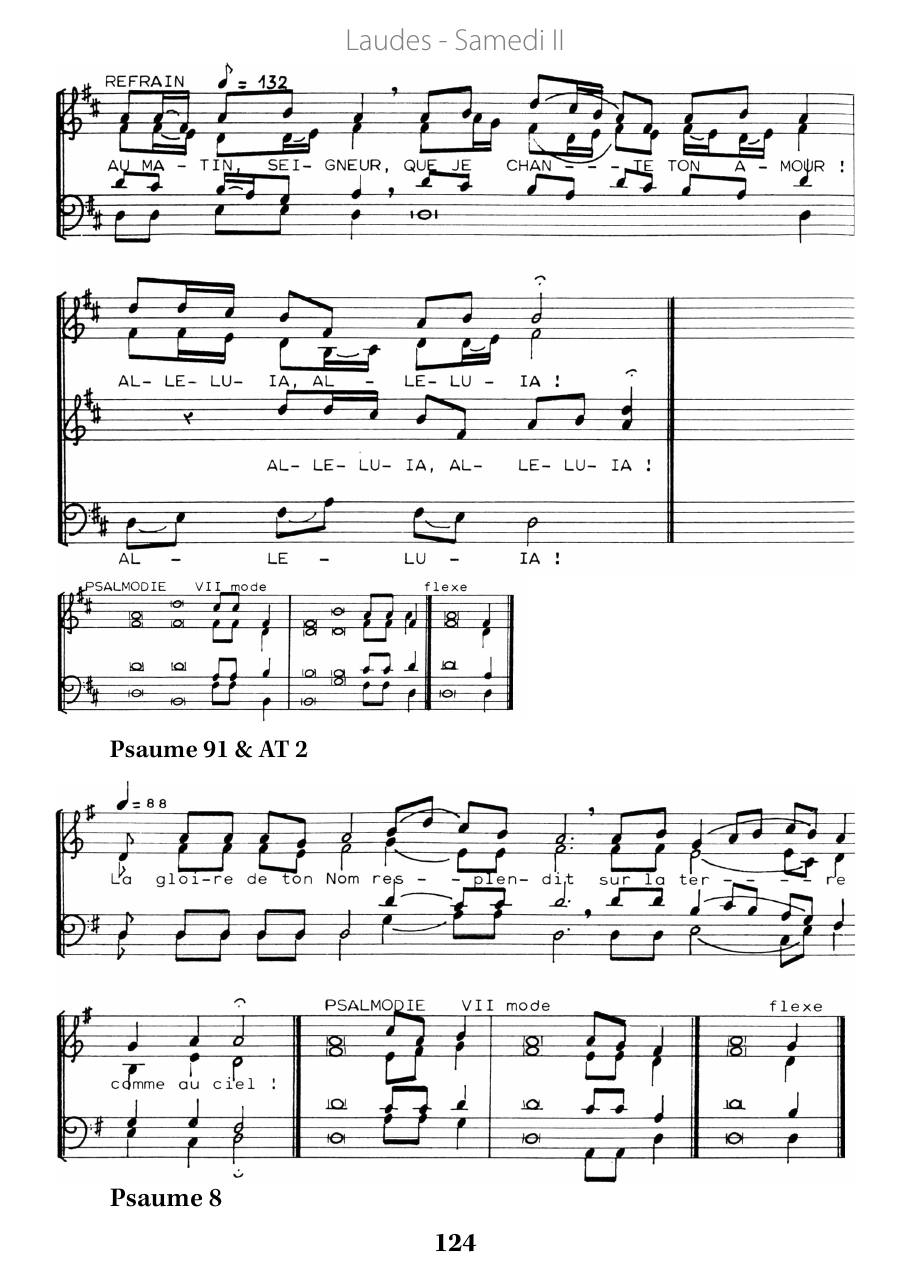 Laudes - Samedi II
REFRAIN ♪ = 132
AU MA - TIN, SEI - GNEUR, QUE JE CHAN - - - TE TON A - MOUR !
AL- LE- LU- IA, AL - LE- LU - IA !
AL- LE- LU- IA, AL- LE- LU- IA !
AL - LE - LU - IA !
PSALMODIE VII mode flexe
Psaume 91 & AT 2
♩ = 88
La gloi-re de ton Nom res - - plen- dit sur la ter - - - - re
PSALMODIE VII mode flexe
comme au ciel !
Psaume 8
124